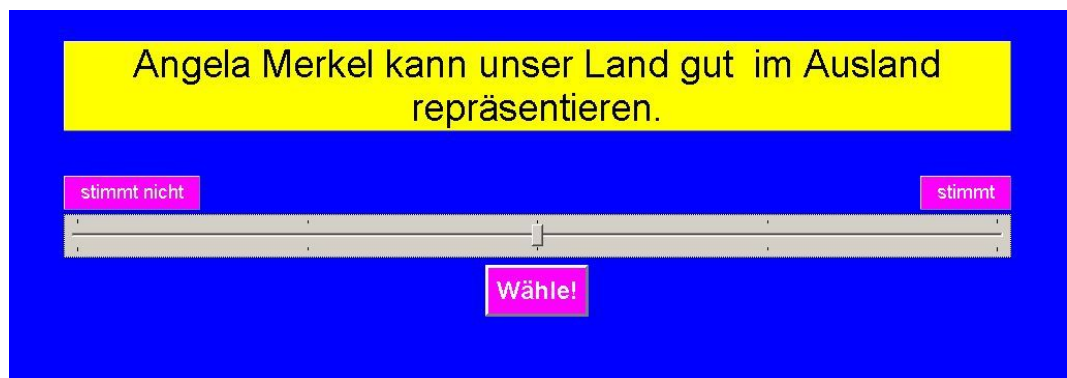 Angela Merkel kann unser Land gut im Ausland
repräsentieren.
stimmt nicht
stimmt
Wähle!